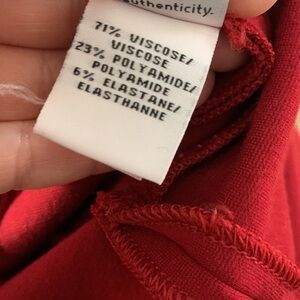 authenticity.
71% VISCOSE/
VISCOSE
23% POLYAMIDE/
POLYAMIDE
6% ELASTANE/
ELASTHANNE